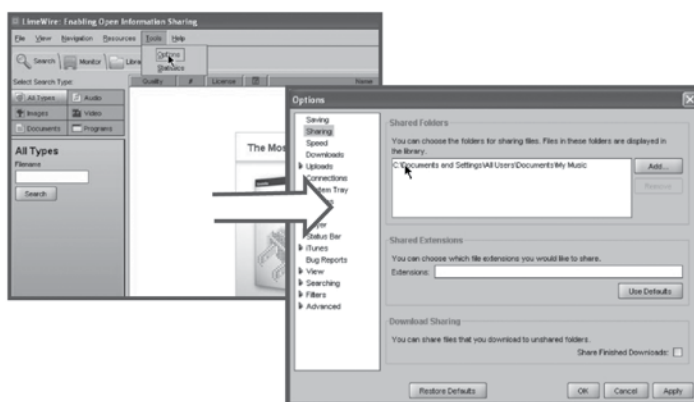 LimeWire: Enabling Open Information Sharing
File View Navigation Resources Tools Help
Search Monitor
Options
Statistics
Select Search Type:
Quality # License Name
All Types Audio
Images Video
Documents Programs
All Types
Filename
Search
The Mos
Options
Saving
Sharing
Speed
Downloads
Uploads
Connections
System Tray
Status Bar
iTunes
Bug Reports
View
Searching
Filters
Advanced
Shared Folders
You can choose the folders for sharing files. Files in these folders are displayed in
the library.
C:\Documents and Settings\All Users\Documents\My Music
Add...
Remove
Shared Extensions
You can choose which file extensions you would like to share.
Extensions:
Use Defaults
Download Sharing
You can share files that you download to unshared folders.
Share Finished Downloads:
Restore Defaults OK Cancel Apply